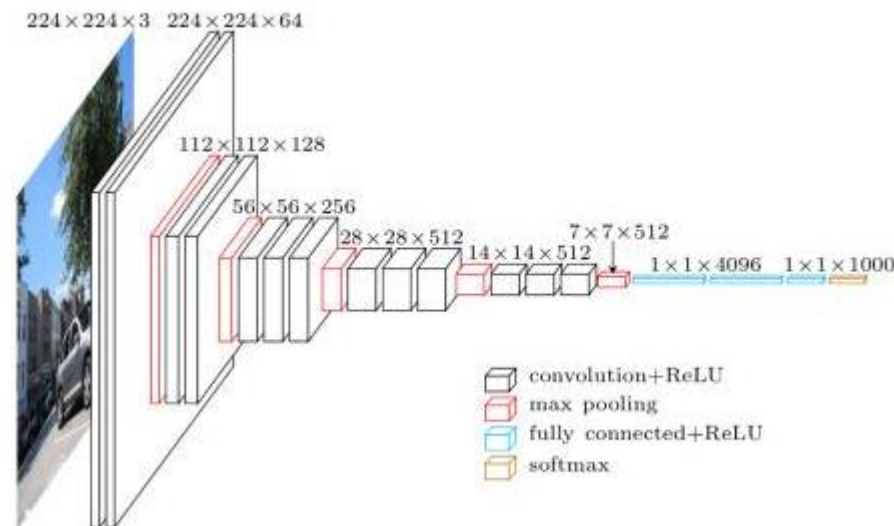 224×224×3
224×224×64
112×112×128
56×56×256
28×28×512
14×14×512
7×7×512
1×1×4096
1×1×1000
convolution+ReLU
max pooling
fully connected+ReLU
softmax